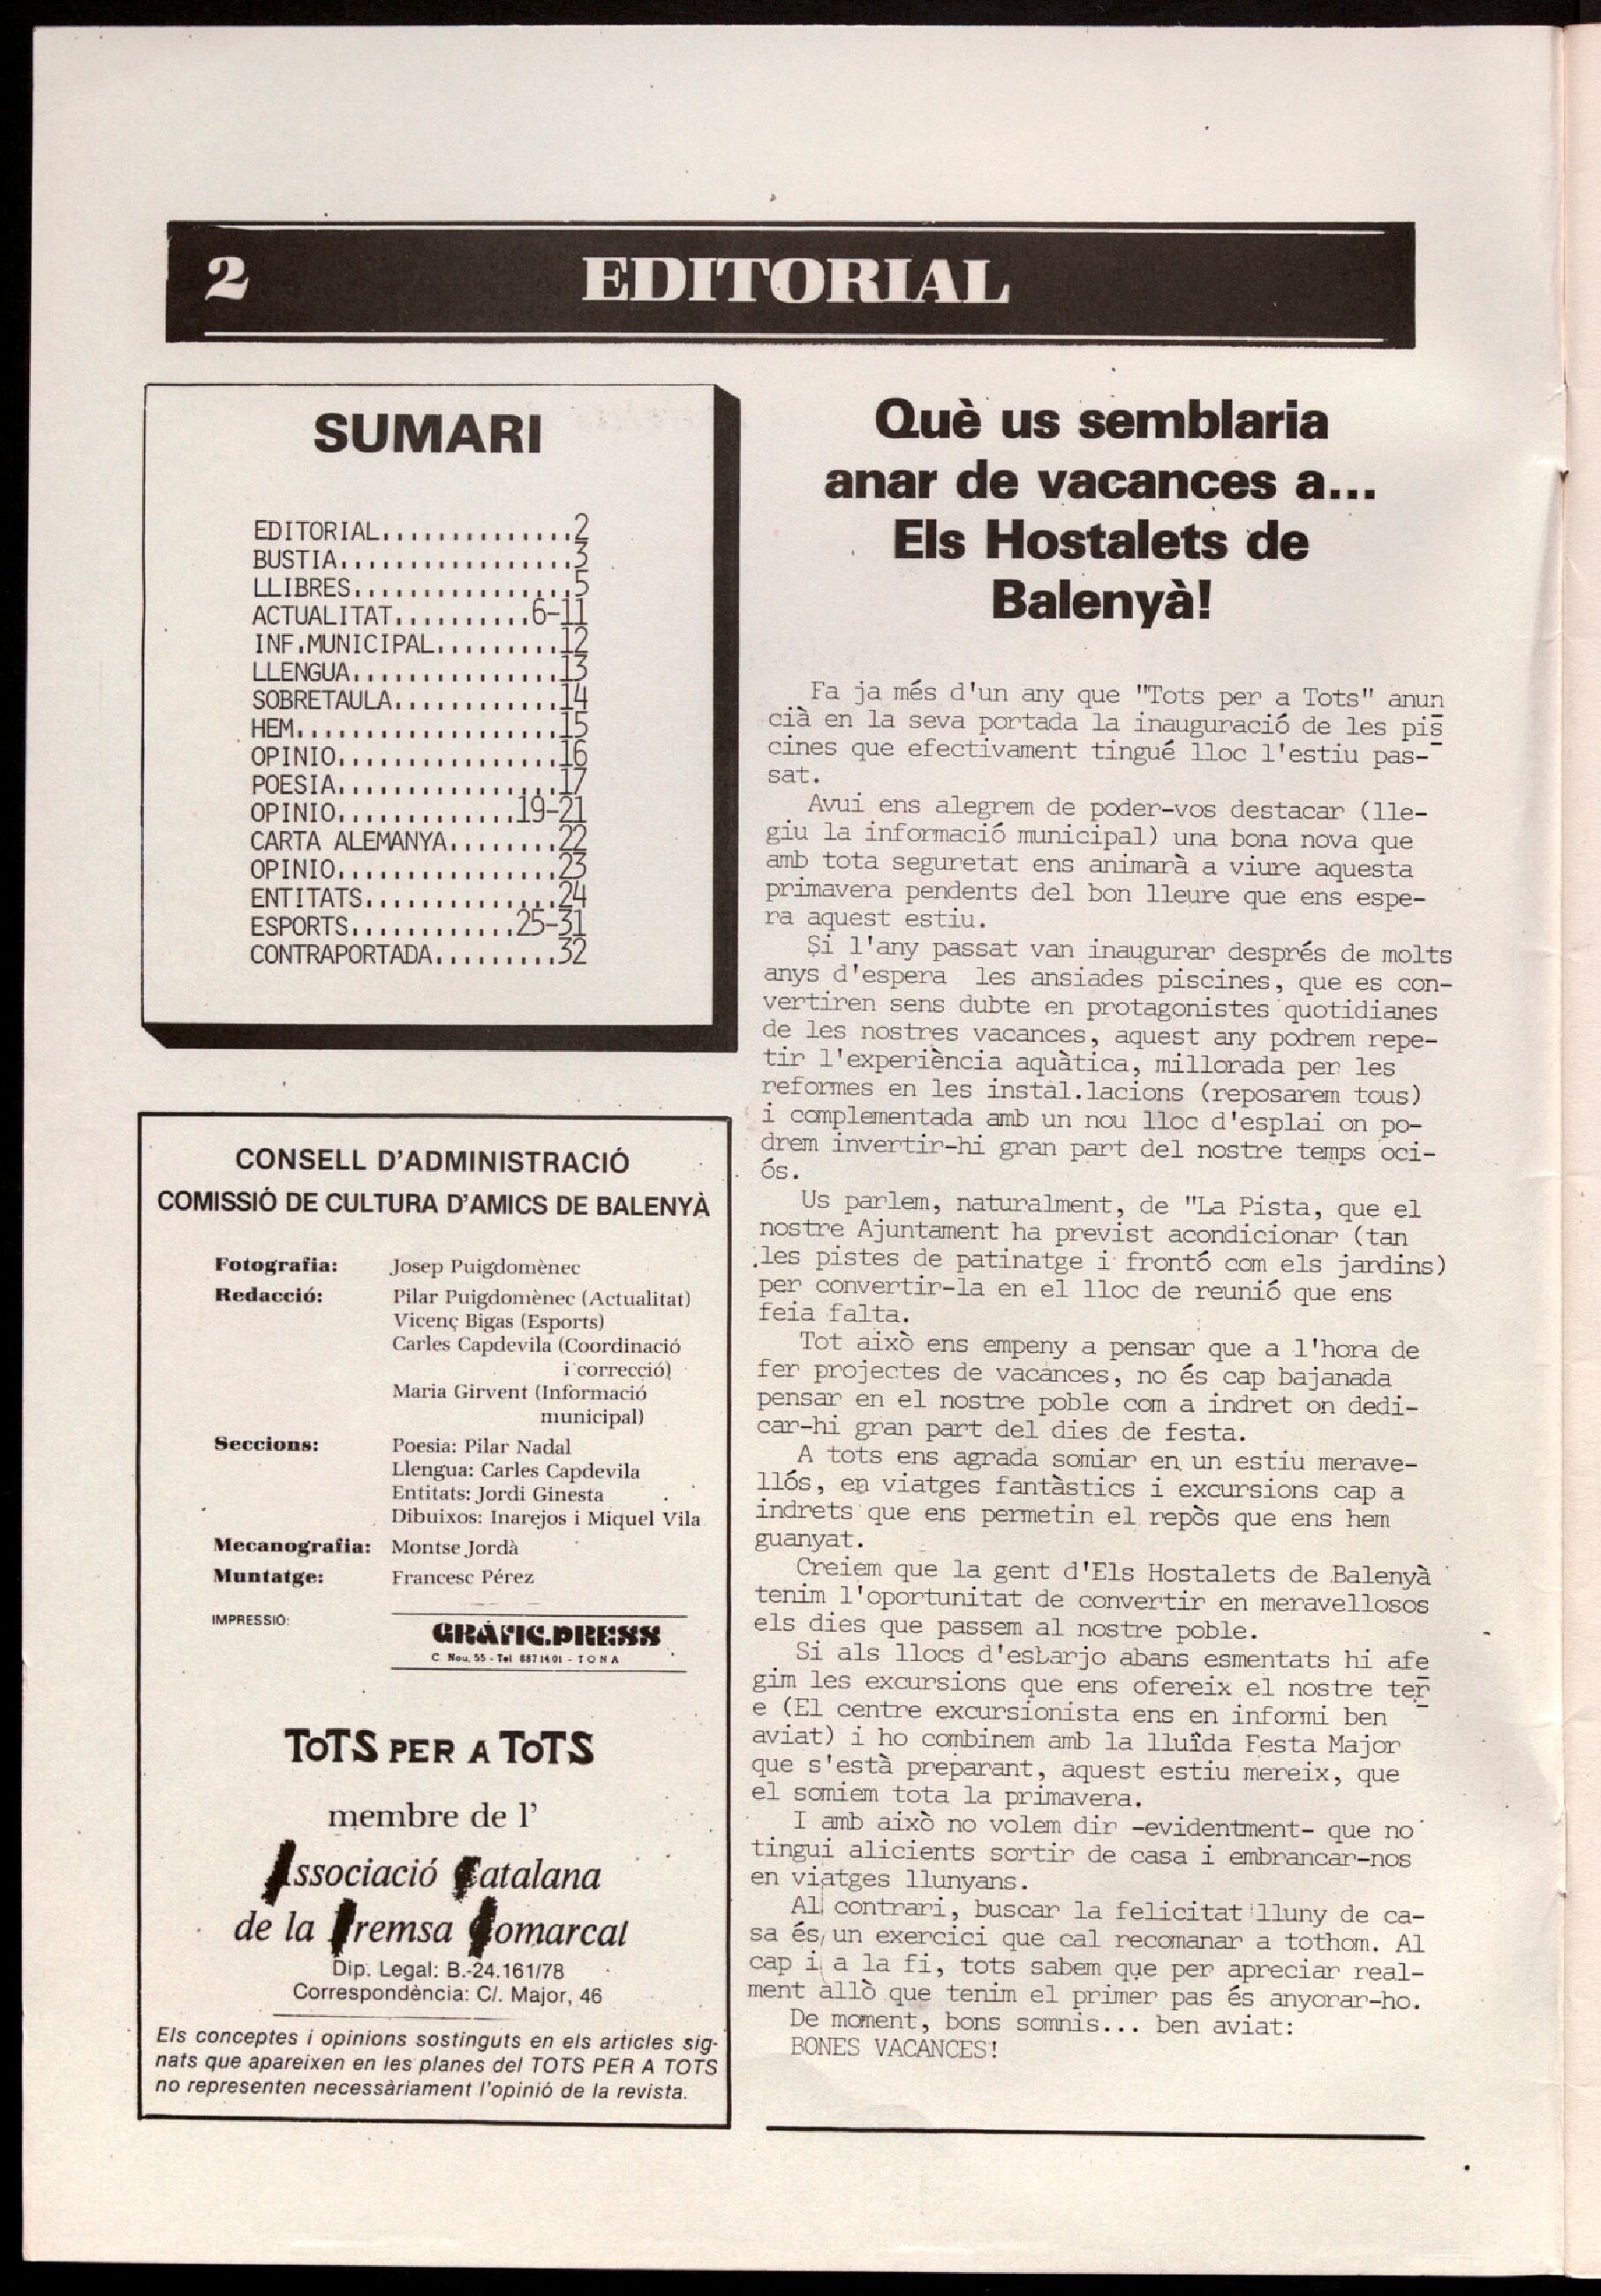 2 EDITORIAL
SUMARI
EDITORIAL..............2
BUSTIA.................3
LLIBRES................5
ACTUALITAT..........6-11
INF.MUNICIPAL.........12
LLENGUA...............13
SOBRETAULA............14
HEM...................15
OPINIO................16
POESIA................17
OPINIO.............19-21
CARTA ALEMANYA........22
OPINIO................23
ENTITATS..............24
ESPORTS............25-31
CONTRAPORTADA.........32
CONSELL D'ADMINISTRACIÓ
COMISSIÓ DE CULTURA D'AMICS DE BALENYÀ
Fotografia: Josep Puigdomènec
Redacció: Pilar Puigdomènec (Actualitat)
Vicenç Bigas (Esports)
Carles Capdevila (Coordinació
i correcció)
Maria Girvent (Informació
municipal)
Seccions: Poesia: Pilar Nadal
Llengua: Carles Capdevila
Entitats: Jordi Ginesta
Dibuixos: Inarejos i Miquel Vila
Mecanografia: Montse Jordà
Muntatge: Francesc Pérez
IMPRESSIÓ: GRÀFIC.PRESS
C. Nou, 55 - Tel 887 14 01 - TONA
TOTS PER A TOTS
membre de l'
Associació Catalana
de la Premsa Comarcal
Dip. Legal: B.-24.161/78
Correspondència: C/. Major, 46
Els conceptes i opinions sostinguts en els articles sig-
nats que apareixen en les planes del TOTS PER A TOTS
no representen necessàriament l'opinió de la revista.
Què us semblaria
anar de vacances a...
Els Hostalets de
Balenyà!
Fa ja més d'un any que "Tots per a Tots" anun
cià en la seva portada la inauguració de les pis
cines que efectivament tingué lloc l'estiu pas-
sat.
Avui ens alegrem de poder-vos destacar (lle-
giu la informació municipal) una bona nova que
amb tota seguretat ens animarà a viure aquesta
primavera pendents del bon lleure que ens espe-
ra aquest estiu.
Si l'any passat van inaugurar després de molts
anys d'espera les ansiades piscines, que es con-
vertiren sens dubte en protagonistes quotidianes
de les nostres vacances, aquest any podrem repe-
tir l'experiència aquàtica, millorada per les
reformes en les instal.lacions (reposarem tous)
i complementada amb un nou lloc d'esplai on po-
drem invertir-hi gran part del nostre temps oci-
ós.
Us parlem, naturalment, de "La Pista, que el
nostre Ajuntament ha previst acondicionar (tan
les pistes de patinatge i frontó com els jardins)
per convertir-la en el lloc de reunió que ens
feia falta.
Tot això ens empeny a pensar que a l'hora de
fer projectes de vacances, no és cap bajanada
pensar en el nostre poble com a indret on dedi-
car-hi gran part del dies de festa.
A tots ens agrada somiar en un estiu merave-
llós, en viatges fantàstics i excursions cap a
indrets que ens permetin el repòs que ens hem
guanyat.
Creiem que la gent d'Els Hostalets de Balenyà
tenim l'oportunitat de convertir en meravellosos
els dies que passem al nostre poble.
Si als llocs d'esbarjo abans esmentats hi afe
gim les excursions que ens ofereix el nostre ter
e (El centre excursionista ens en informi ben
aviat) i ho combinem amb la lluîda Festa Major
que s'està preparant, aquest estiu mereix, que
el somiem tota la primavera.
I amb això no volem dir -evidentment- que no
tingui alicients sortir de casa i embrancar-nos
en viatges llunyans.
Al contrari, buscar la felicitat lluny de ca-
sa és un exercici que cal recomanar a tothom. Al
cap i a la fi, tots sabem que per apreciar real-
ment allò que tenim el primer pas és anyorar-ho.
De moment, bons somnis... ben aviat:
BONES VACANCES!